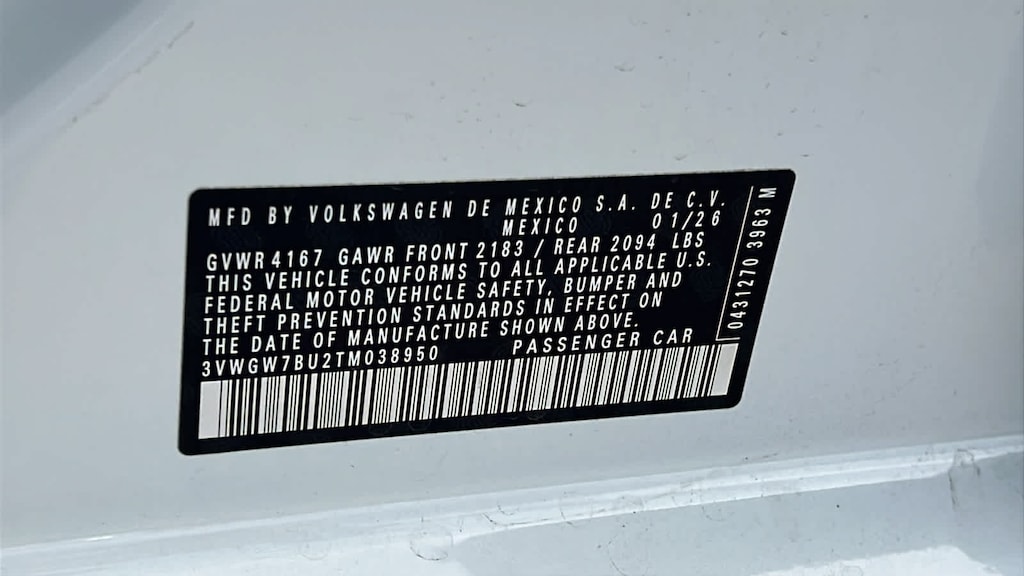 MFD BY VOLKSWAGEN DE MEXICO S.A. DE C.V.
MEXICO 01/26
GVWR 4167 GAWR FRONT 2183 / REAR 2094 LBS
THIS VEHICLE CONFORMS TO ALL APPLICABLE U.S.
FEDERAL MOTOR VEHICLE SAFETY, BUMPER AND
THEFT PREVENTION STANDARDS IN EFFECT ON
THE DATE OF MANUFACTURE SHOWN ABOVE.
3VWGW7BU2TM038950 PASSENGER CAR
0431270 3963 M